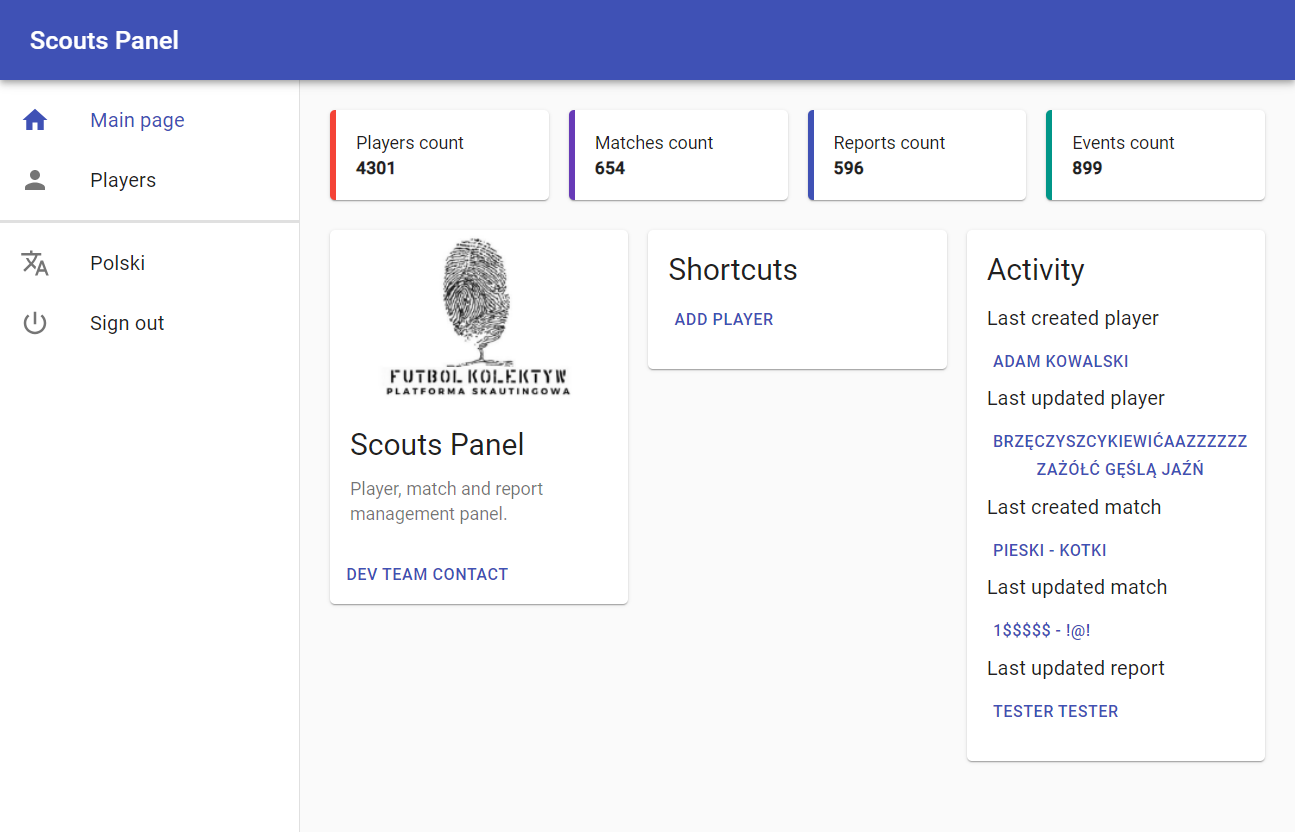 Scouts Panel
Main page
Players
Polski
Sign out
Players count
4301
Matches count
654
Reports count
596
Events count
899
FUTBOL KOLEKTYW
PLATFORMA SKAUTINGOWA
Scouts Panel
Player, match and report
management panel.
DEV TEAM CONTACT
Shortcuts
ADD PLAYER
Activity
Last created player
ADAM KOWALSKI
Last updated player
BRZĘCZYSZCYKIEWIĆAAZZZZZZ
ZAŻÓŁĆ GĘŚLĄ JAŹŃ
Last created match
PIESKI - KOTKI
Last updated match
1$$$$$ - !@!
Last updated report
TESTER TESTER